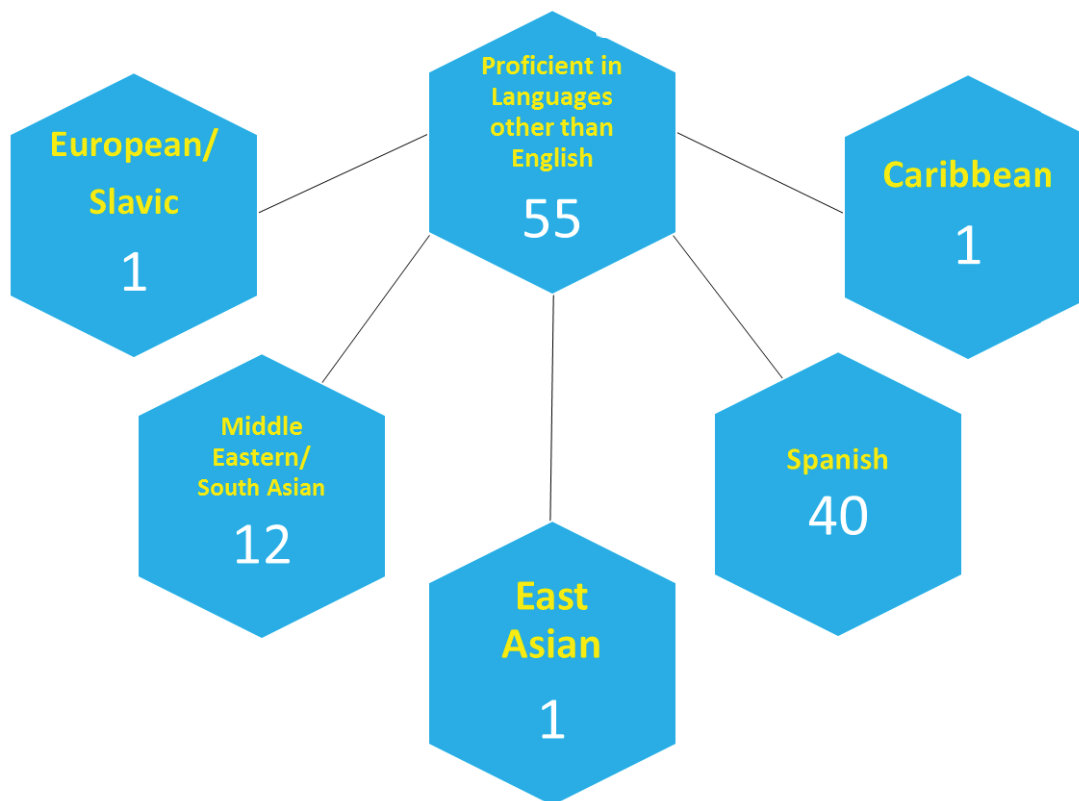 Proficient in
Languages
other than
English
55
European/
Slavic
1
Caribbean
1
Middle
Eastern/
South Asian
12
Spanish
40
East
Asian
1